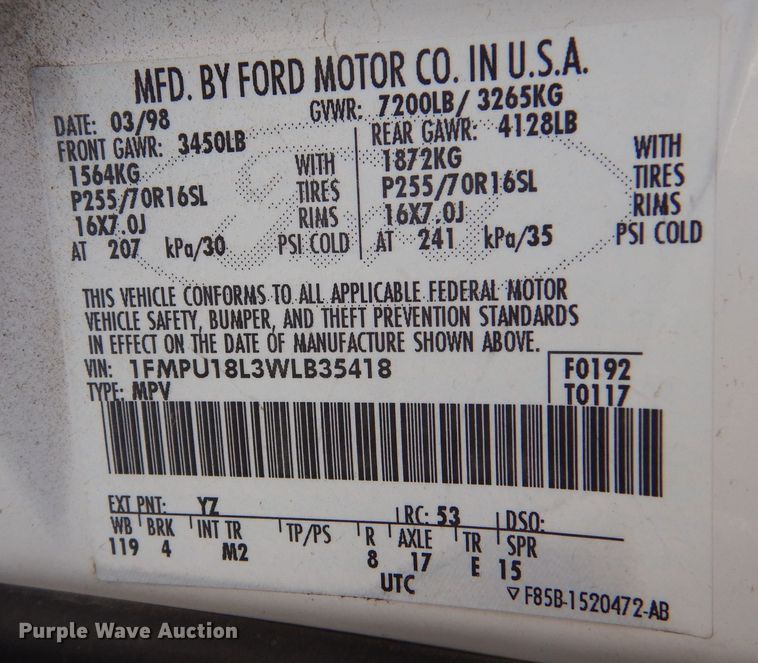 MFD. BY FORD MOTOR CO. IN U.S.A.
DATE: 03/98 GVWR: 7200LB/ 3265KG
FRONT GAWR: 3450LB REAR GAWR: 4128LB
1564KG WITH 1872KG WITH
P255/70R16SL TIRES P255/70R16SL TIRES
16X7.0J RIMS 16X7.0J RIMS
AT 207 kPa/30 PSI COLD AT 241 kPa/35 PSI COLD
THIS VEHICLE CONFORMS TO ALL APPLICABLE FEDERAL MOTOR
VEHICLE SAFETY, BUMPER, AND THEFT PREVENTION STANDARDS
IN EFFECT ON THE DATE OF MANUFACTURE SHOWN ABOVE.
VIN: 1FMPU18L3WLB35418 F0192
TYPE: MPV T0117
EXT PNT: YZ RC: 53 DSO:
WB BRK INT TR TP/PS R AXLE TR SPR
119 4 M2 8 17 E 15
UTC
▽ F85B-1520472-AB
Purple Wave Auction